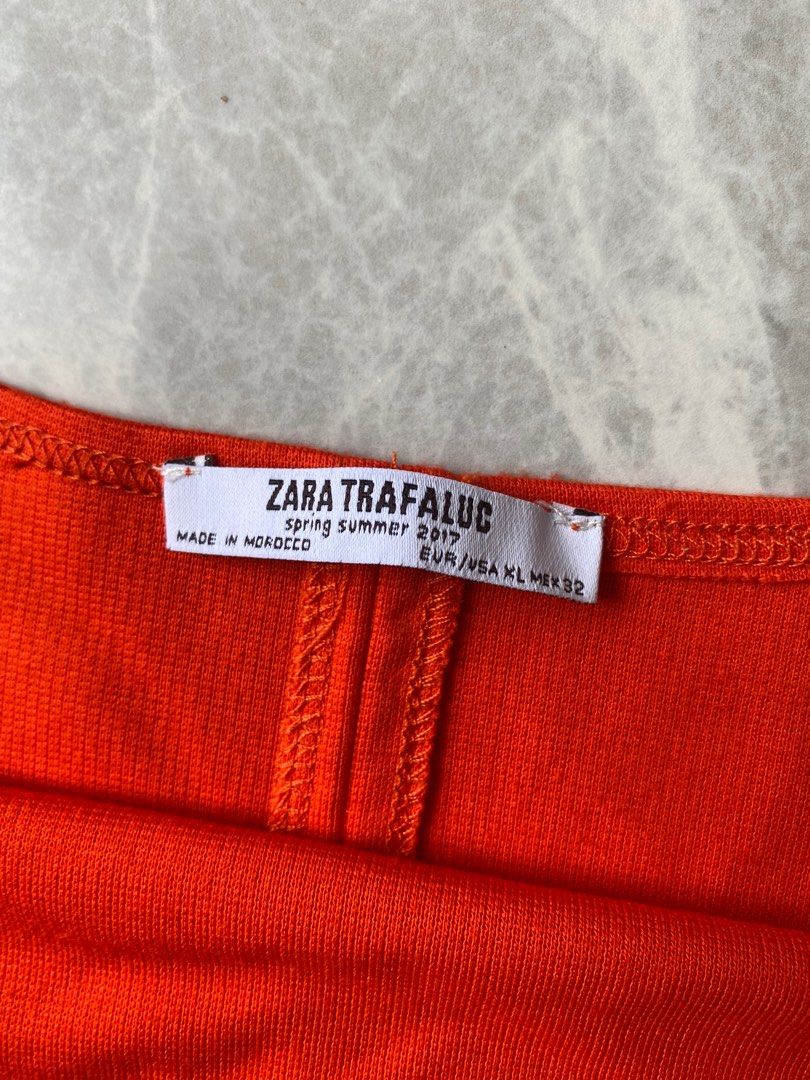 ZARA TRAFALUC
spring summer 2017
MADE IN MOROCCO
EUR/USA XL MEX 32